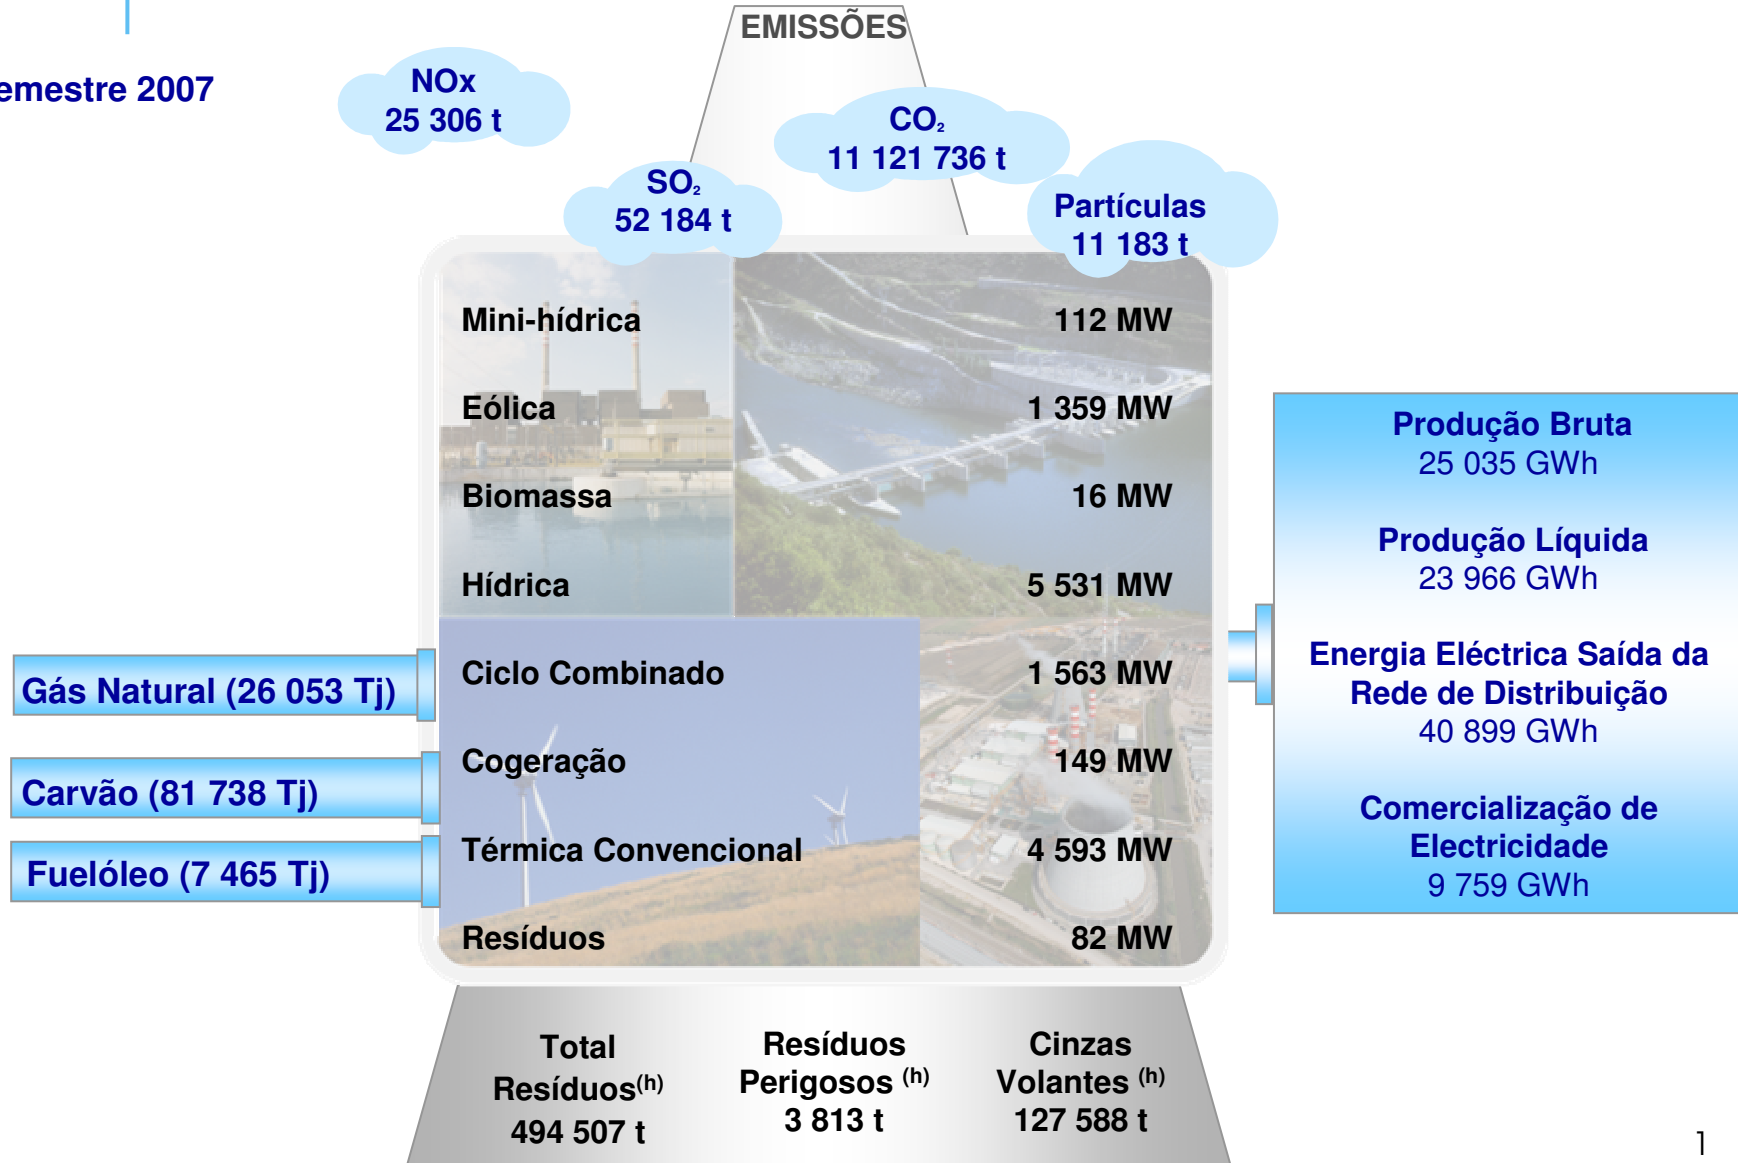 emestre 2007
EMISSÕES
NOx
25 306 t
CO₂
11 121 736 t
SO₂
52 184 t
Partículas
11 183 t
Mini-hídrica 112 MW
Eólica 1 359 MW
Biomassa 16 MW
Hídrica 5 531 MW
Ciclo Combinado 1 563 MW
Cogeração 149 MW
Térmica Convencional 4 593 MW
Resíduos 82 MW
Gás Natural (26 053 Tj)
Carvão (81 738 Tj)
Fuelóleo (7 465 Tj)
Produção Bruta
25 035 GWh
Produção Líquida
23 966 GWh
Energia Eléctrica Saída da
Rede de Distribuição
40 899 GWh
Comercialização de
Electricidade
9 759 GWh
Total
Resíduos(h)
494 507 t
Resíduos
Perigosos (h)
3 813 t
Cinzas
Volantes (h)
127 588 t
1